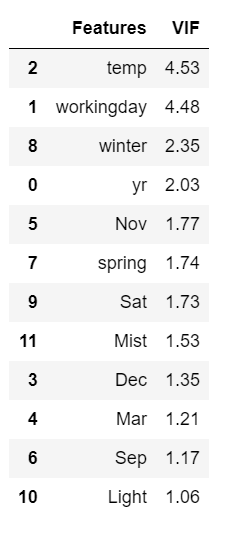 Features VIF
2 temp 4.53
1 workingday 4.48
8 winter 2.35
0 yr 2.03
5 Nov 1.77
7 spring 1.74
9 Sat 1.73
11 Mist 1.53
3 Dec 1.35
4 Mar 1.21
6 Sep 1.17
10 Light 1.06